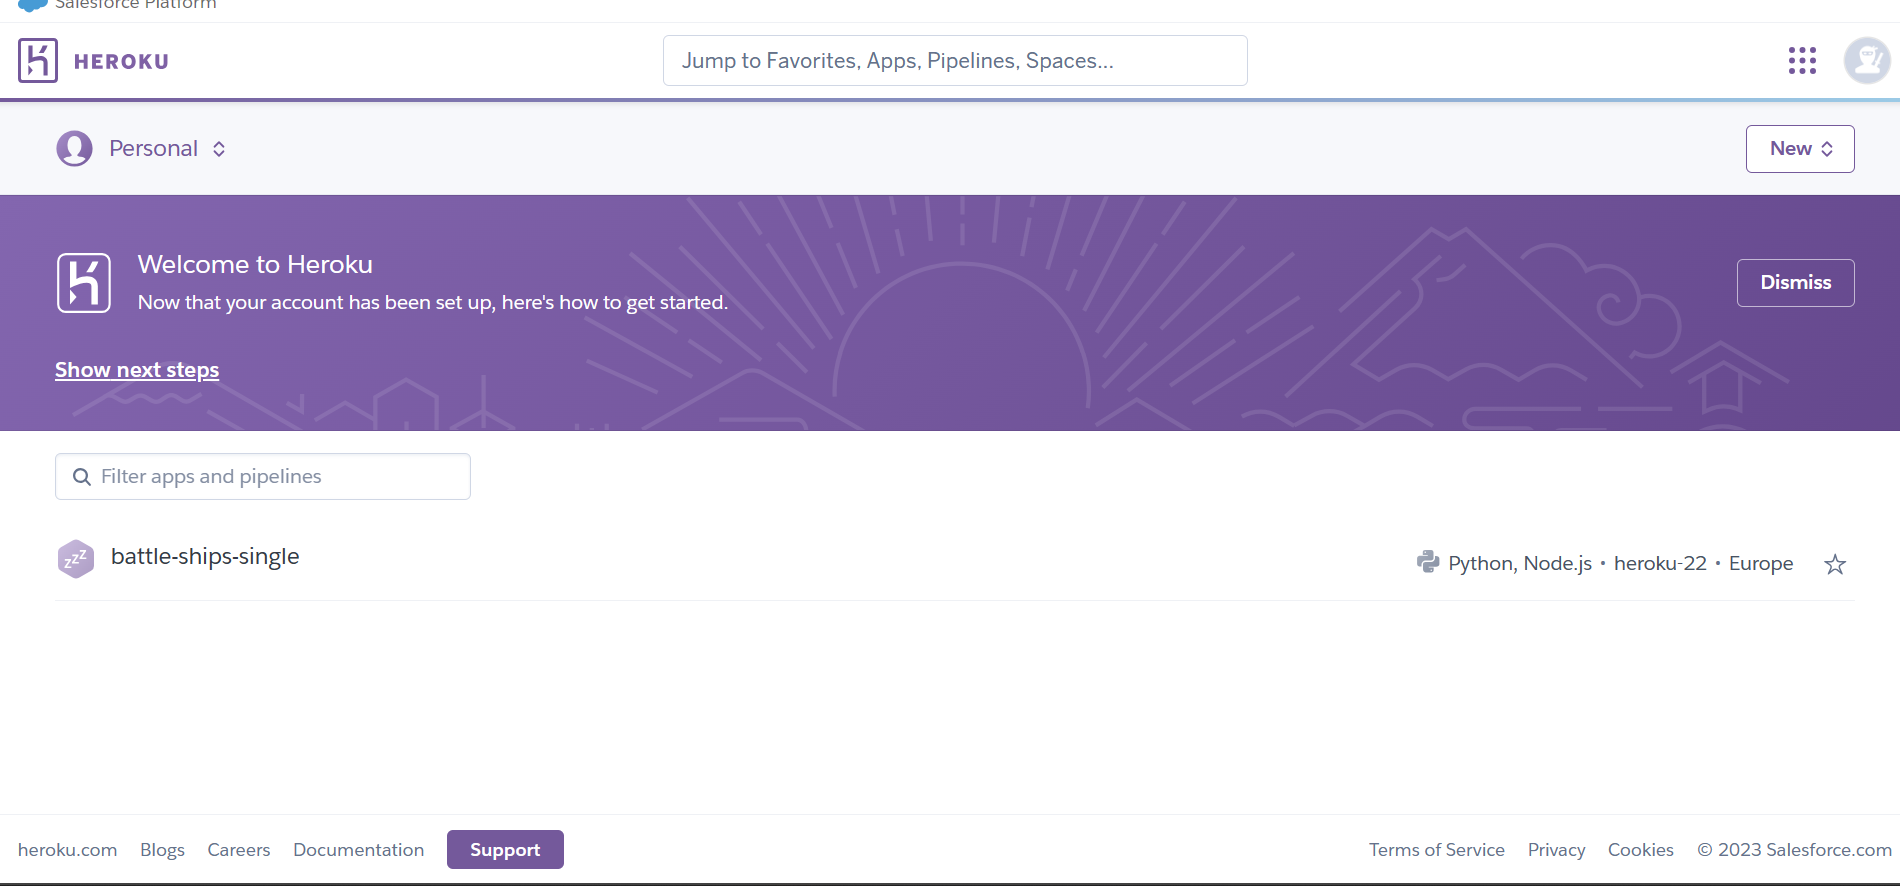 Salesforce Platform
HEROKU
Jump to Favorites, Apps, Pipelines, Spaces...
Personal
New
Welcome to Heroku
Now that your account has been set up, here's how to get started.
Dismiss
Show next steps
Filter apps and pipelines
zzz battle-ships-single
Python, Node.js • heroku-22 • Europe
heroku.com Blogs Careers Documentation Support Terms of Service Privacy Cookies © 2023 Salesforce.com